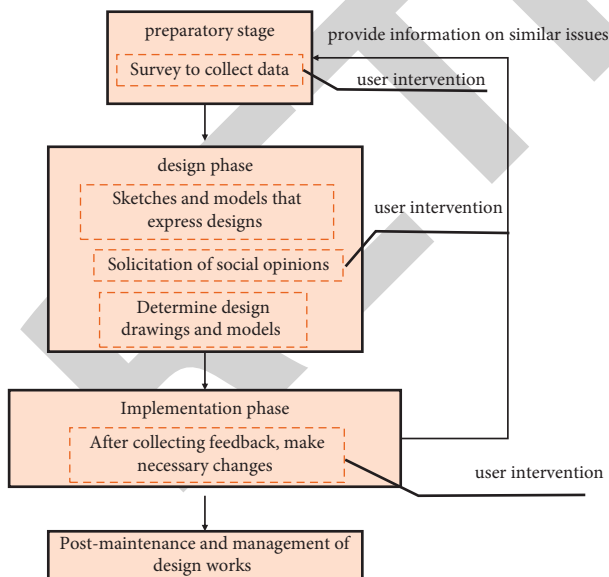 preparatory stage
provide information on similar issues
Survey to collect data
user intervention
design phase
Sketches and models that
express designs
user intervention
Solicitation of social opinions
Determine design
drawings and models
Implementation phase
After collecting feedback, make
necessary changes
user intervention
Post-maintenance and management of
design works